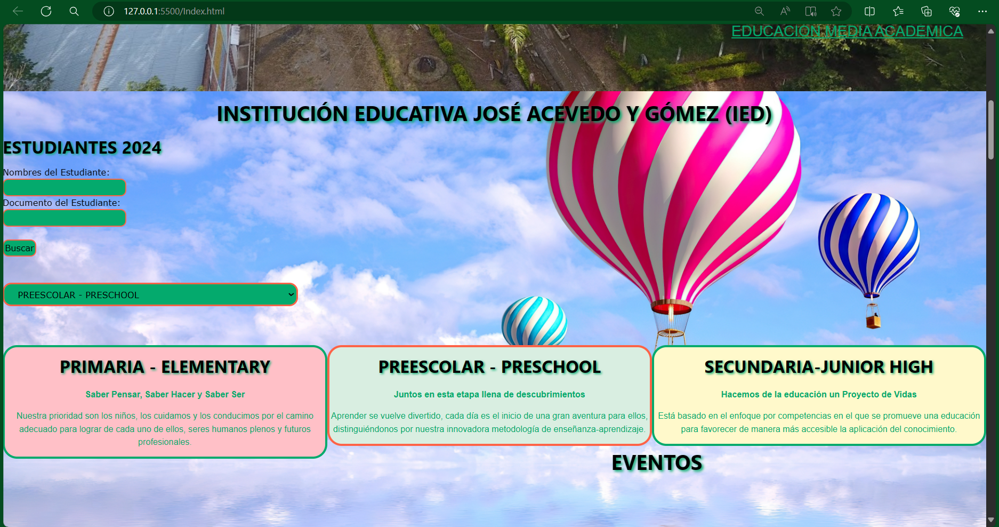 127.0.0.1:5500/Index.html
EDUCACIÓN MEDIA ACADÉMICA
INSTITUCIÓN EDUCATIVA JOSÉ ACEVEDO Y GÓMEZ (IED)
ESTUDIANTES 2024
Nombres del Estudiante:
Documento del Estudiante:
Buscar
PREESCOLAR - PRESCHOOL
PRIMARIA - ELEMENTARY
Saber Pensar, Saber Hacer y Saber Ser
Nuestra prioridad son los niños, los cuidamos y los conducimos por el camino
adecuado para lograr de cada uno de ellos, seres humanos plenos y futuros
profesionales.
PREESCOLAR - PRESCHOOL
Juntos en esta etapa llena de descubrimientos
Aprender se vuelve divertido, cada día es el inicio de una gran aventura para ellos,
distinguiéndonos por nuestra innovadora metodología de enseñanza-aprendizaje.
SECUNDARIA-JUNIOR HIGH
Hacemos de la educación un Proyecto de Vidas
Está basado en el enfoque por competencias en el que se promueve una educación
para favorecer de manera más accesible la aplicación del conocimiento.
EVENTOS